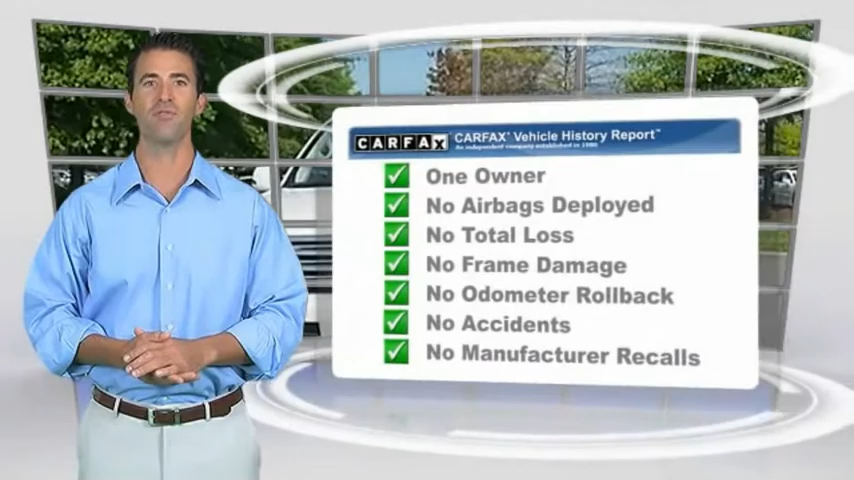 CARFAX CARFAX® Vehicle History Report™
An independent company established in 1986
One Owner
No Airbags Deployed
No Total Loss
No Frame Damage
No Odometer Rollback
No Accidents
No Manufacturer Recalls